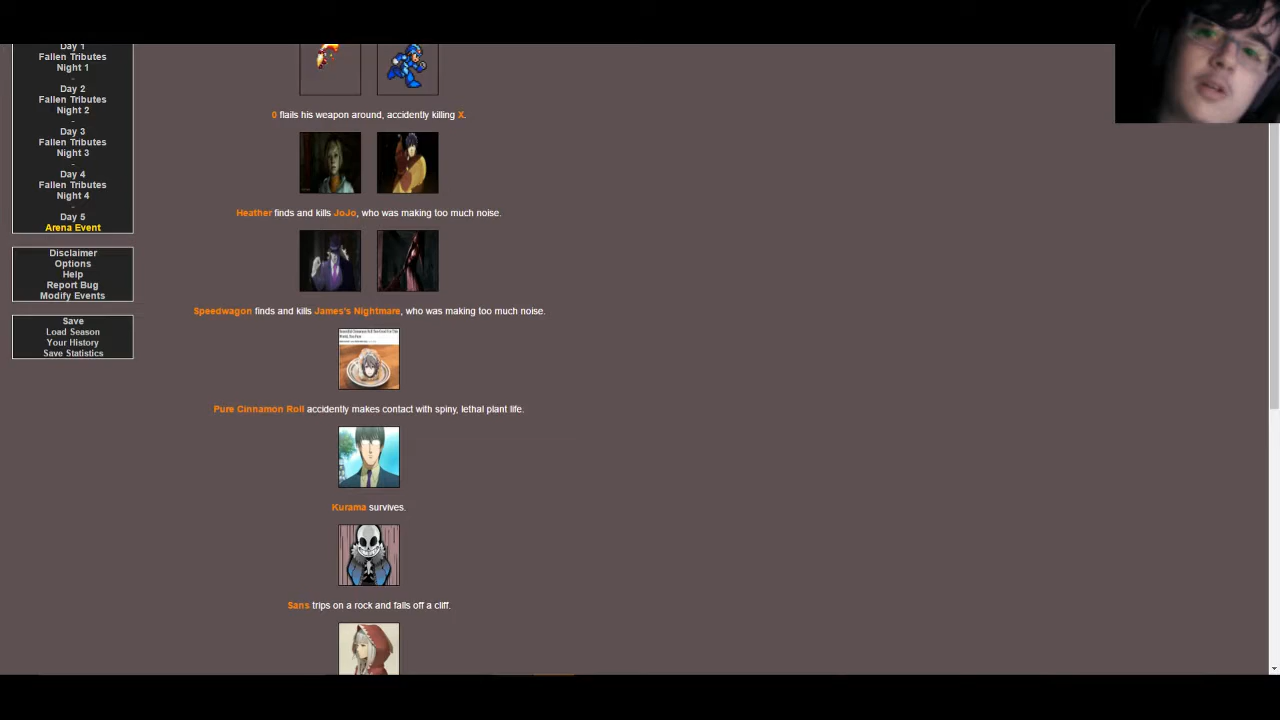 Day 1
Fallen Tributes
Night 1
-
Day 2
Fallen Tributes
Night 2
-
Day 3
Fallen Tributes
Night 3
-
Day 4
Fallen Tributes
Night 4
-
Day 5
Arena Event
Disclaimer
Options
Help
Report Bug
Modify Events
Save
Load Season
Your History
Save Statistics
0 flails his weapon around, accidently killing X.
Heather finds and kills JoJo, who was making too much noise.
Speedwagon finds and kills James's Nightmare, who was making too much noise.
Pure Cinnamon Roll accidently makes contact with spiny, lethal plant life.
Kurama survives.
Sans trips on a rock and falls off a cliff.